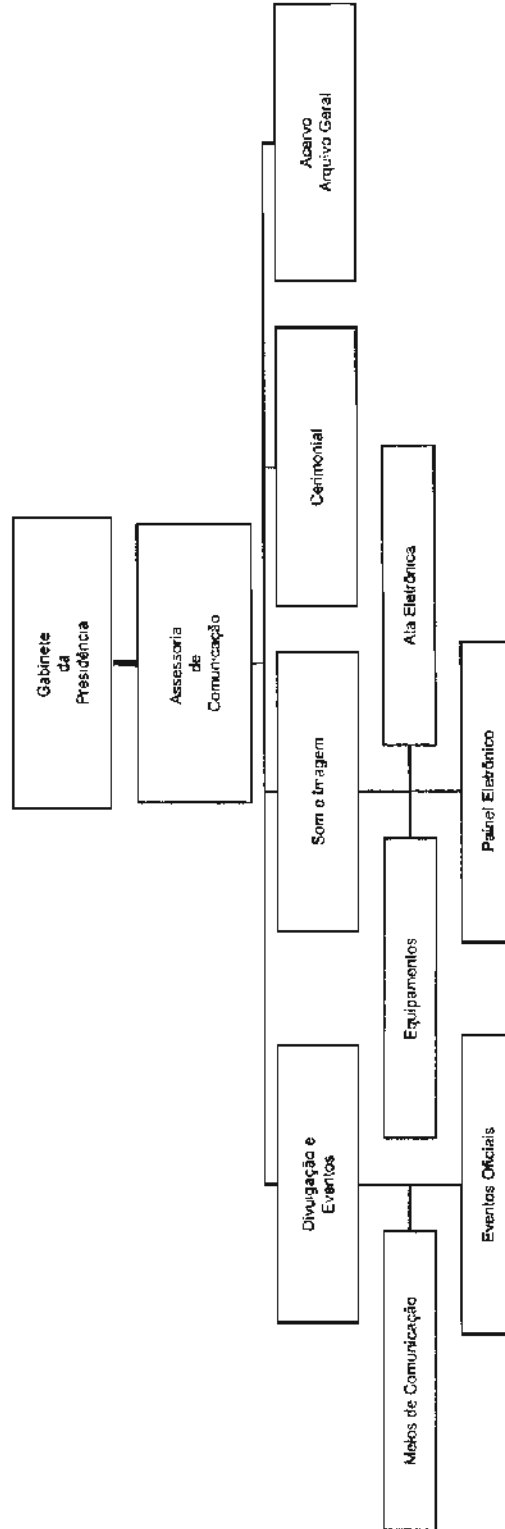 Gabinete
da
Presidência
Assessoria
de
Comunicação
Divulgação e
Eventos
Som e Imagem
Cerimonial
Acervo
Arquivo Geral
Meios de Comunicação
Equipamentos
Ata Eletrônica
Eventos Oficiais
Painel Eletrônico